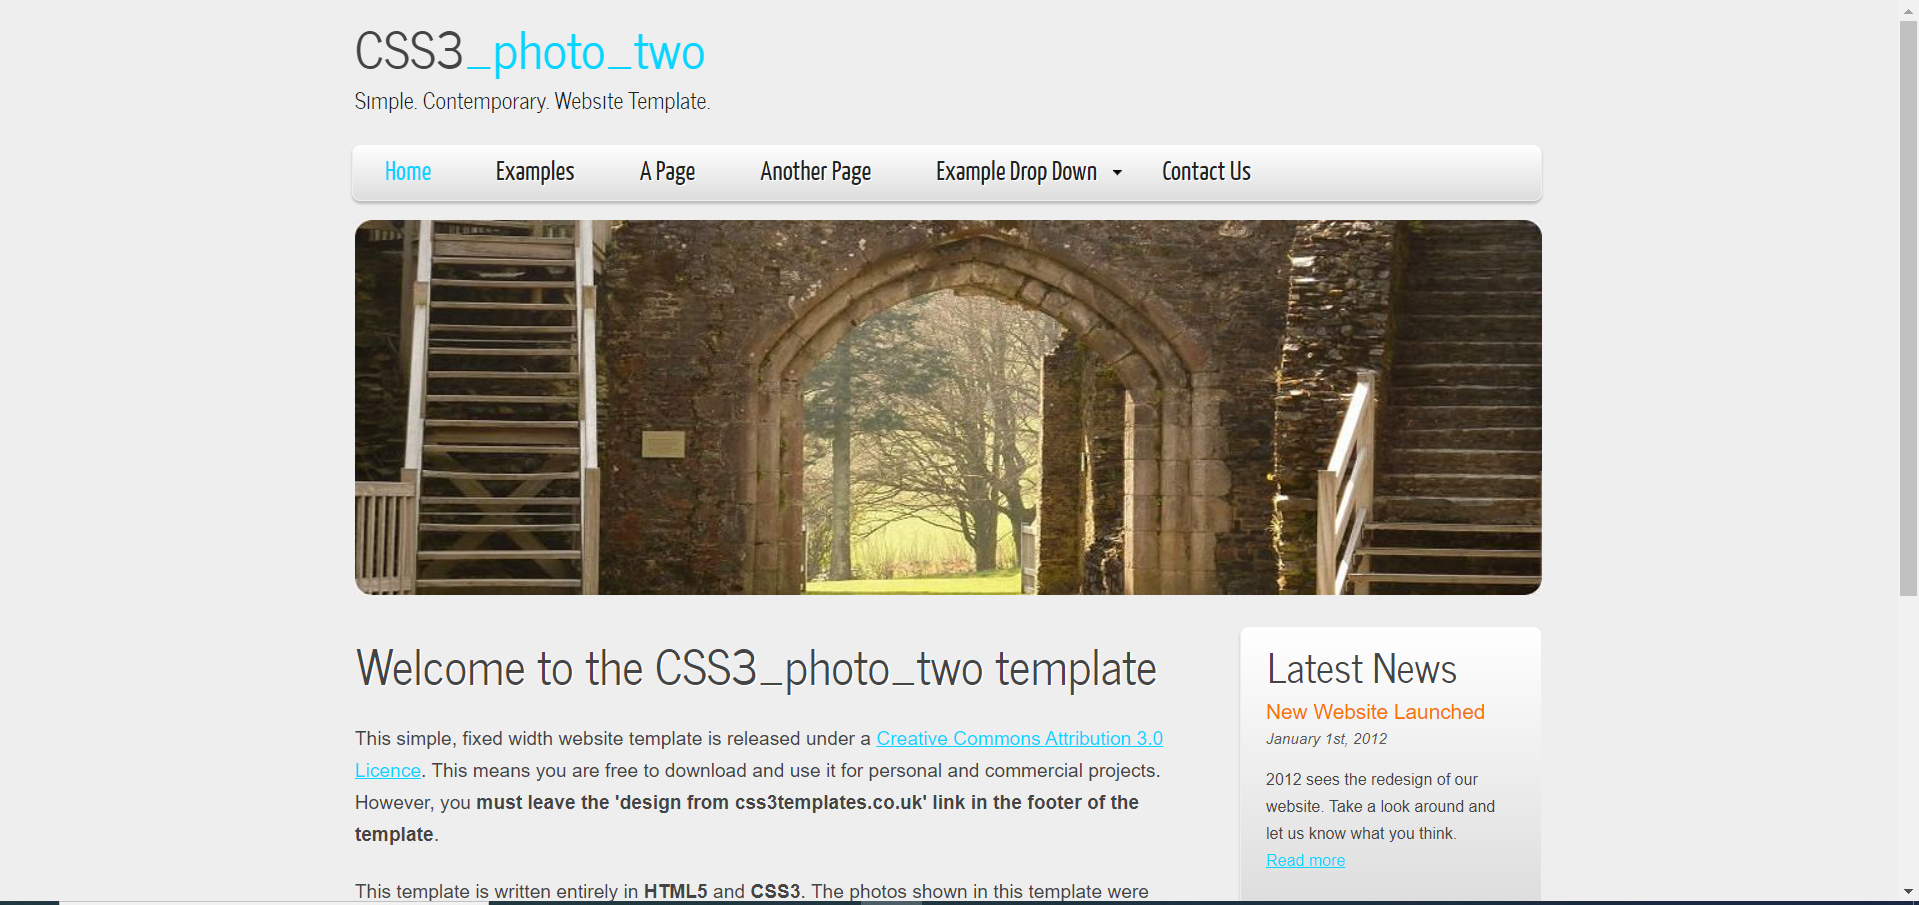 CSS3_photo_two
Simple. Contemporary. Website Template.
Home Examples A Page Another Page Example Drop Down Contact Us
Welcome to the CSS3_photo_two template
This simple, fixed width website template is released under a Creative Commons Attribution 3.0
Licence. This means you are free to download and use it for personal and commercial projects.
However, you must leave the 'design from css3templates.co.uk' link in the footer of the
template.
This template is written entirely in HTML5 and CSS3. The photos shown in this template were
Latest News
New Website Launched
January 1st, 2012
2012 sees the redesign of our
website. Take a look around and
let us know what you think.
Read more